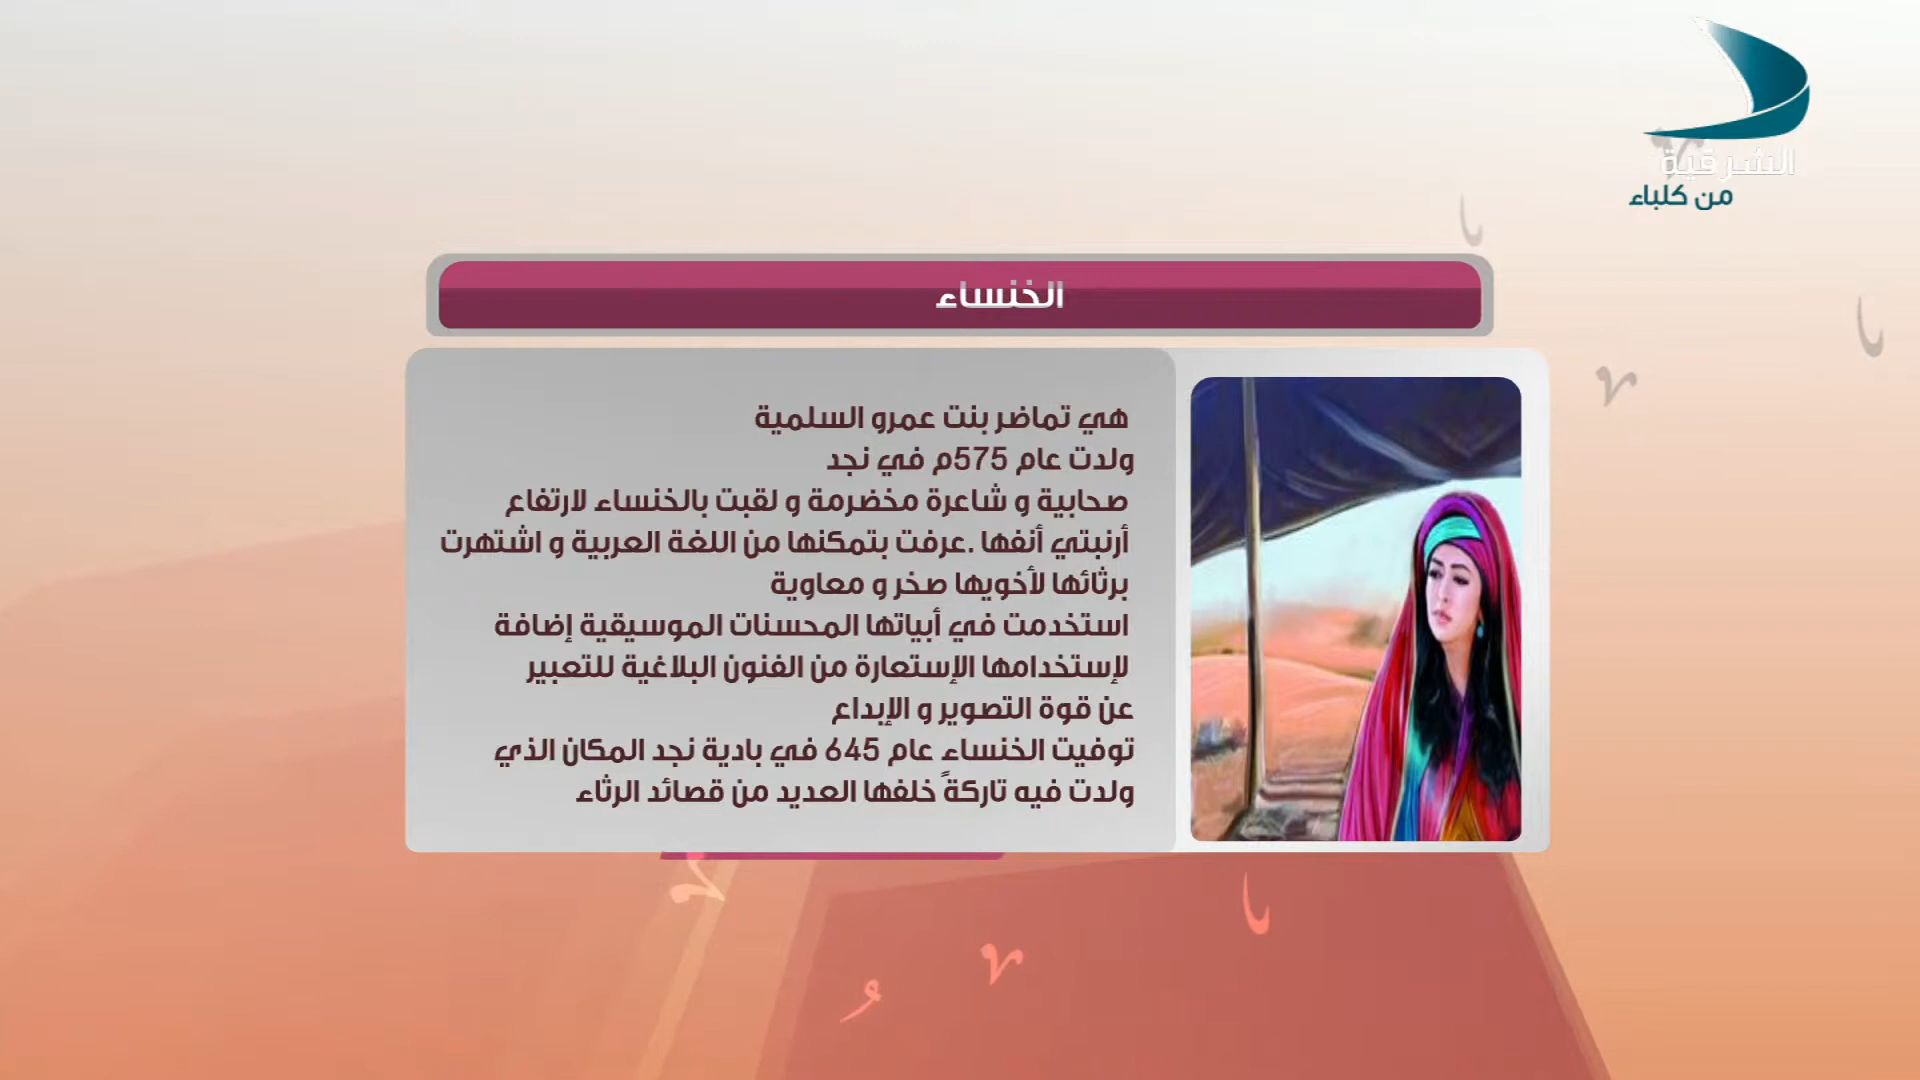 الشرقية
من كلباء
الخنساء
هي تماضر بنت عمرو السلمية
ولدت عام 575م في نجد
صحابية و شاعرة مخضرمة و لقبت بالخنساء لارتفاع
أرنبتي أنفها .عرفت بتمكنها من اللغة العربية و اشتهرت
برثائها لأخويها صخر و معاوية
استخدمت في أبياتها المحسنات الموسيقية إضافة
لإستخدامها الإستعارة من الفنون البلاغية للتعبير
عن قوة التصوير و الإبداع
توفيت الخنساء عام 645 في بادية نجد المكان الذي
ولدت فيه تاركةً خلفها العديد من قصائد الرثاء